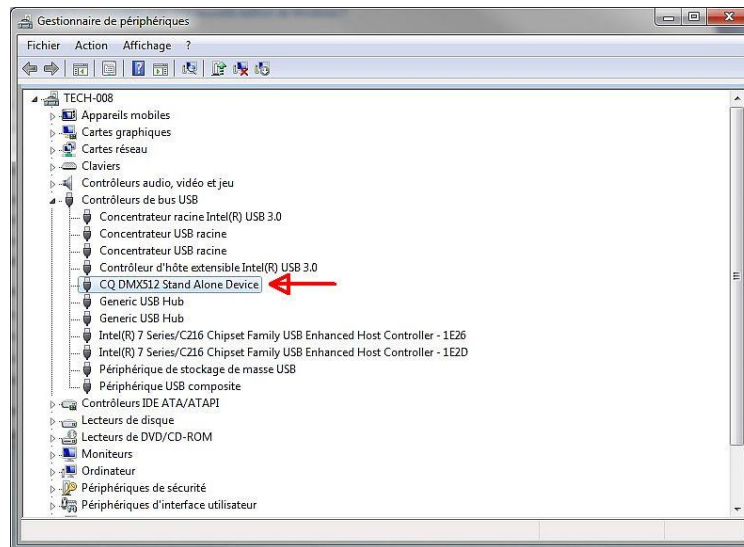 Gestionnaire de périphériques
Fichier Action Affichage ?
TECH-008
Appareils mobiles
Cartes graphiques
Cartes réseau
Claviers
Contrôleurs audio, vidéo et jeu
Contrôleurs de bus USB
Concentrateur racine Intel(R) USB 3.0
Concentrateur USB racine
Concentrateur USB racine
Contrôleur d'hôte extensible Intel(R) USB 3.0
CQ DMX512 Stand Alone Device
Generic USB Hub
Generic USB Hub
Intel(R) 7 Series/C216 Chipset Family USB Enhanced Host Controller - 1E26
Intel(R) 7 Series/C216 Chipset Family USB Enhanced Host Controller - 1E2D
Périphérique de stockage de masse USB
Périphérique USB composite
Contrôleurs IDE ATA/ATAPI
Lecteurs de disque
Lecteurs de DVD/CD-ROM
Moniteurs
Ordinateur
Périphériques de sécurité
Périphériques d'interface utilisateur